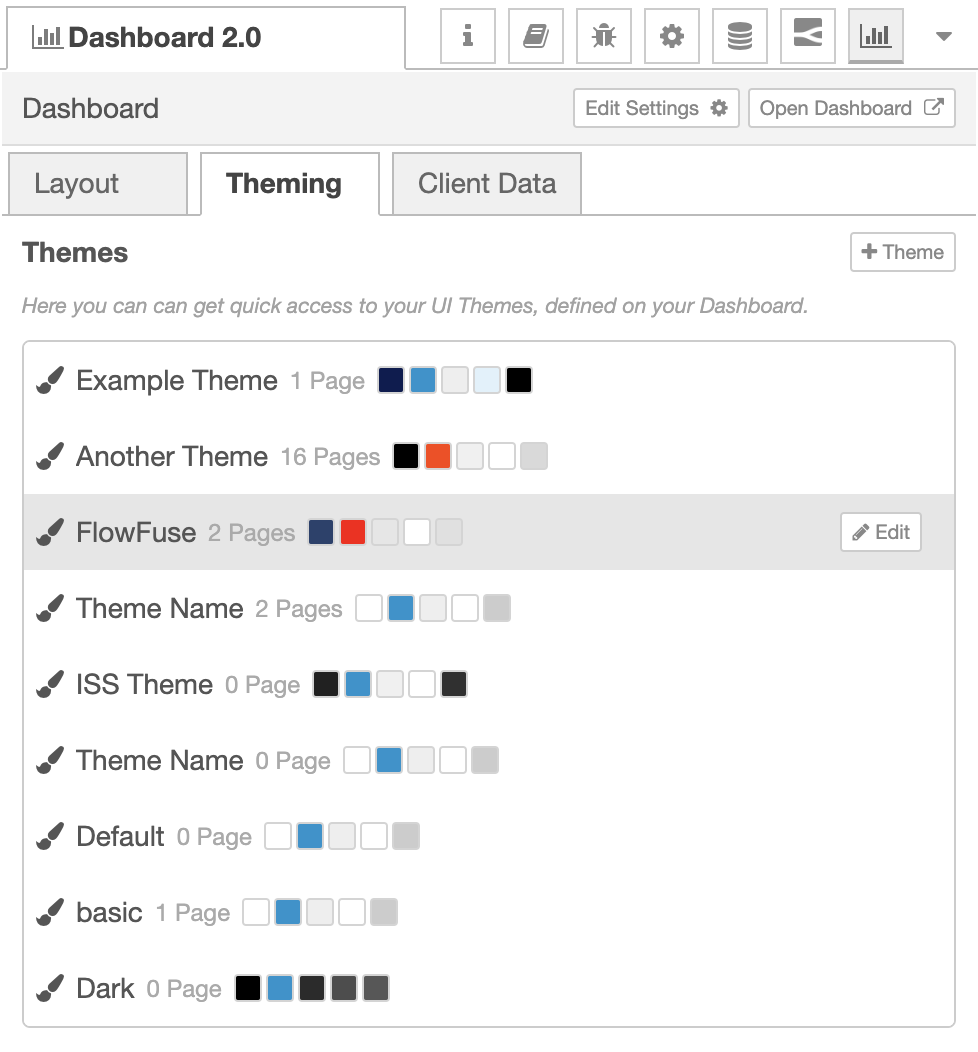 Dashboard 2.0
Dashboard
Edit Settings
Open Dashboard
Layout
Theming
Client Data
Themes
+ Theme
Here you can can get quick access to your UI Themes, defined on your Dashboard.
Example Theme 1 Page
Another Theme 16 Pages
FlowFuse 2 Pages
Edit
Theme Name 2 Pages
ISS Theme 0 Page
Theme Name 0 Page
Default 0 Page
basic 1 Page
Dark 0 Page